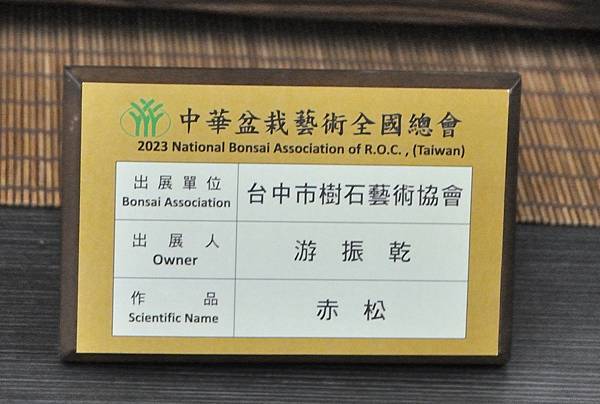 中華盆栽藝術全國總會
2023 National Bonsai Association of R.O.C. , (Taiwan)
出展單位
Bonsai Association
台中市樹石藝術協會
出展人
Owner
游振乾
作品
Scientific Name
赤松